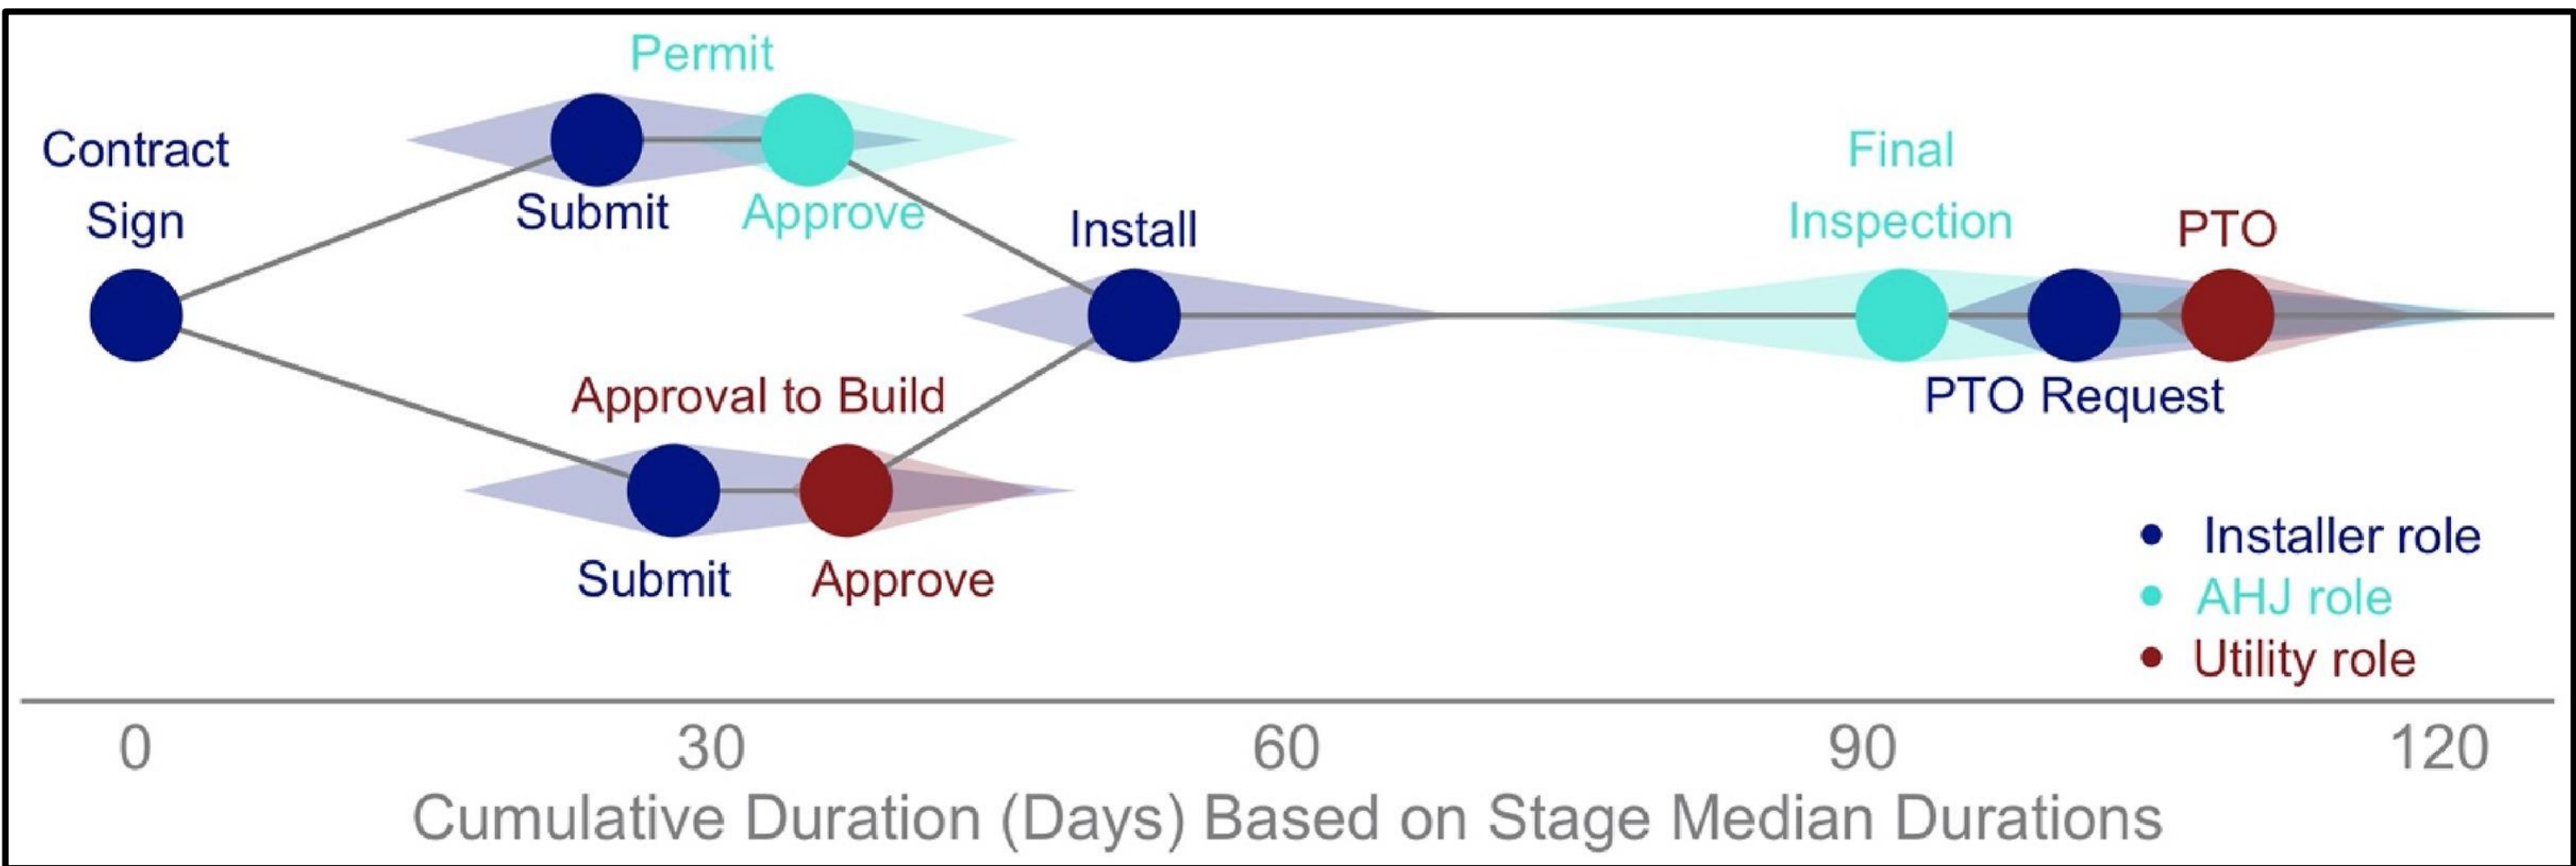 Permit
Contract
Sign
Submit
Approve
Install
Final
Inspection
PTO
Approval to Build
PTO Request
Submit
Approve
Installer role
AHJ role
Utility role
0 30 60 90 120
Cumulative Duration (Days) Based on Stage Median Durations